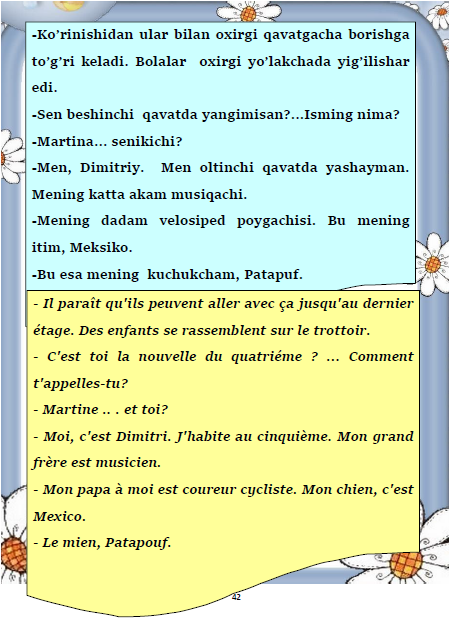 -Ko’rinishidan ular bilan oxirgi qavatgacha borishga
to’g’ri keladi. Bolalar oxirgi yo’lakchada yig’ilishar
edi.
-Sen beshinchi qavatda yangimisan?...Isming nima?
-Martina... senikichi?
-Men, Dimitriy. Men oltinchi qavatda yashayman.
Mening katta akam musiqachi.
-Mening dadam velosiped poygachisi. Bu mening
itim, Meksiko.
-Bu esa mening kuchukcham, Patapuf.
- Il paraît qu'ils peuvent aller avec ça jusqu'au dernier
étage. Des enfants se rassemblent sur le trottoir.
- C'est toi la nouvelle du quatriéme ? ... Comment
t'appelles-tu?
- Martine .. . et toi?
- Moi, c'est Dimitri. J'habite au cinquième. Mon grand
frère est musicien.
- Mon papa à moi est coureur cycliste. Mon chien, c'est
Mexico.
- Le mien, Patapouf.
42